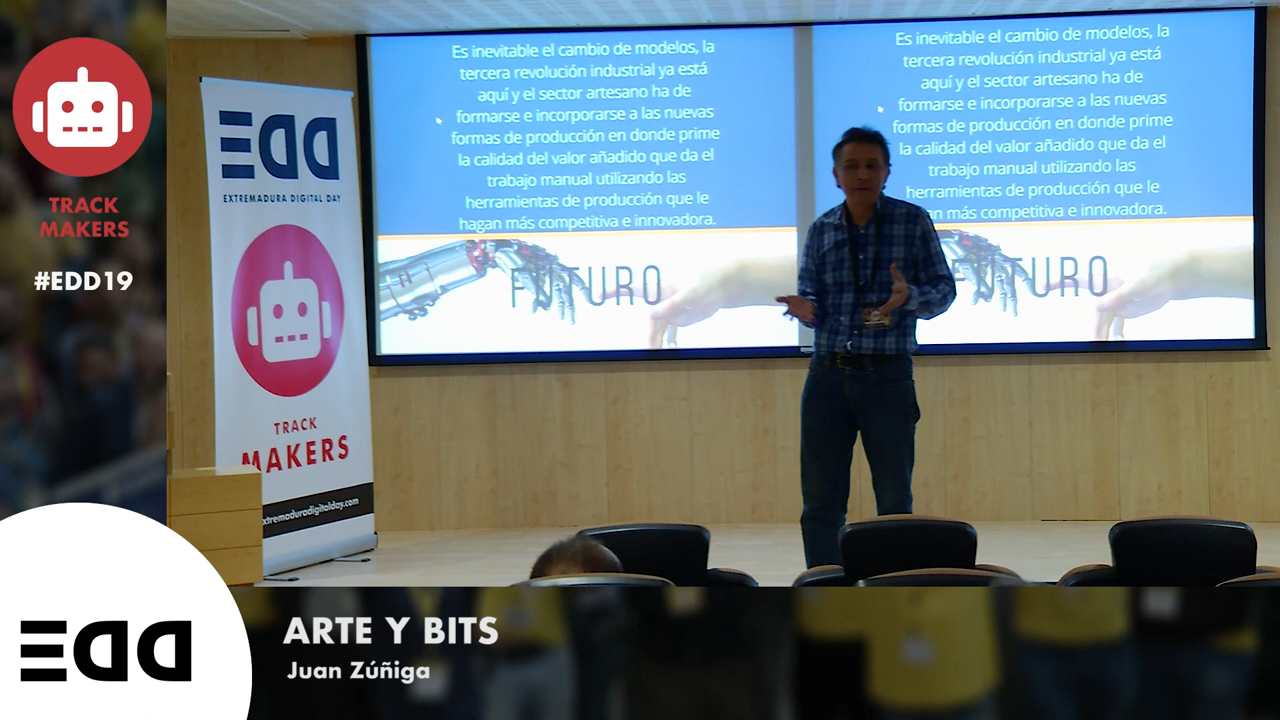 TRACK
MAKERS
#EDD19
EDD
EXTREMADURA DIGITAL DAY
TRACK
MAKERS
xtremaduradigitalday.com
Es inevitable el cambio de modelos, la
tercera revolución industrial ya está
aquí y el sector artesano ha de
formarse e incorporarse a las nuevas
formas de producción en donde prime
la calidad del valor añadido que da el
trabajo manual utilizando las
herramientas de producción que le
hagan más competitiva e innovadora.
FUTURO
Es inevitable el cambio de modelos, la
tercera revolución industrial ya está
aquí y el sector artesano ha de
formarse e incorporarse a las nuevas
formas de producción en donde prime
la calidad del valor añadido que da el
trabajo manual utilizando las
herramientas de producción que le
gan más competitiva e innovadora.
FUTURO
EDD
ARTE Y BITS
Juan Zúñiga